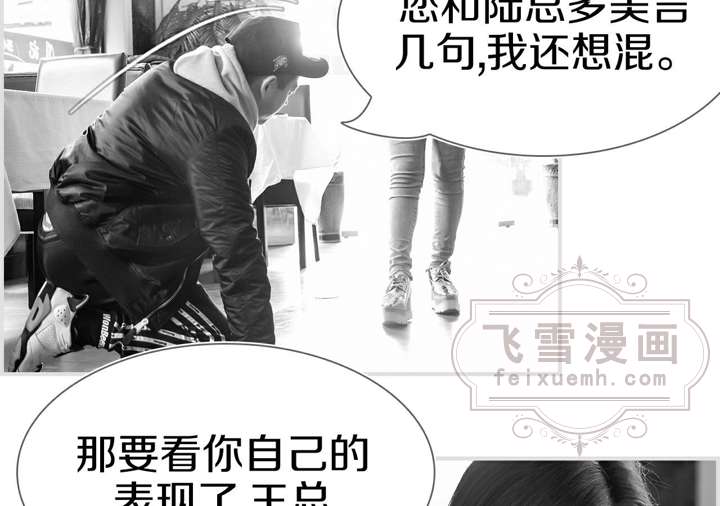 您和陆总多美言
几句,我还想混。
飞雪漫画
feixuemh.com
那要看你自己的
表现了,王总